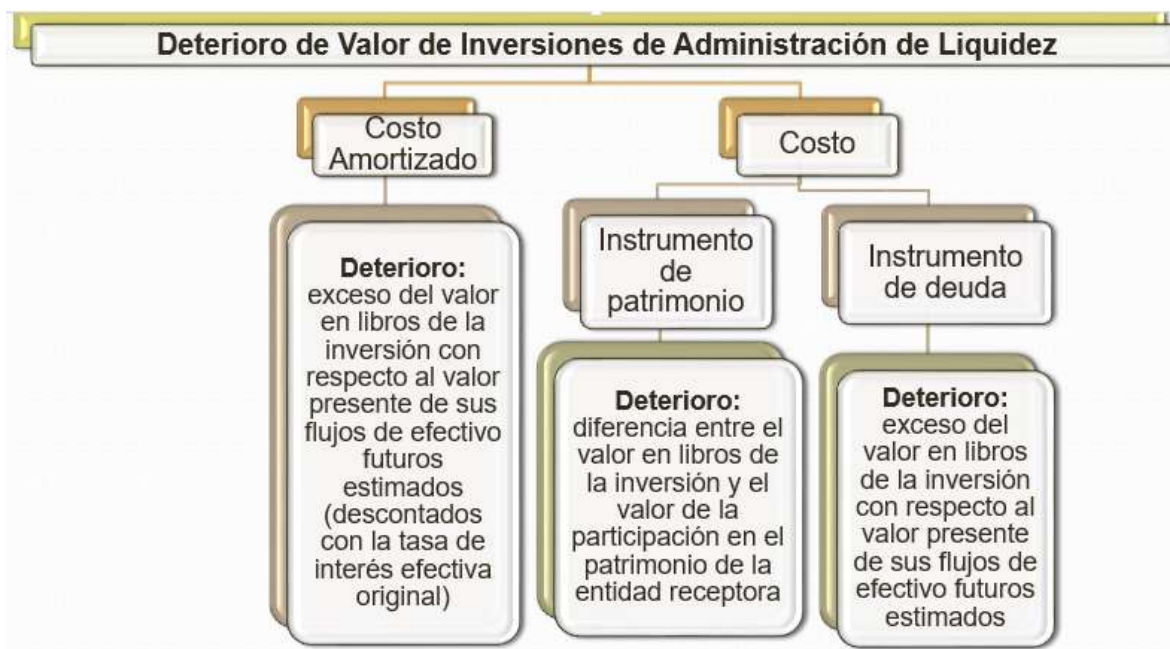 Deterioro de Valor de Inversiones de Administración de Liquidez
Costo
Amortizado
Deterioro:
exceso del valor
en libros de la
inversión con
respecto al valor
presente de sus
flujos de efectivo
futuros
estimados
(descontados
con la tasa de
interés efectiva
original)
Costo
Instrumento
de
patrimonio
Deterioro:
diferencia entre el
valor en libros de
la inversión y el
valor de la
participación en el
patrimonio de la
entidad receptora
Instrumento
de deuda
Deterioro:
exceso del
valor en libros
de la inversión
con respecto al
valor presente
de sus flujos de
efectivo futuros
estimados